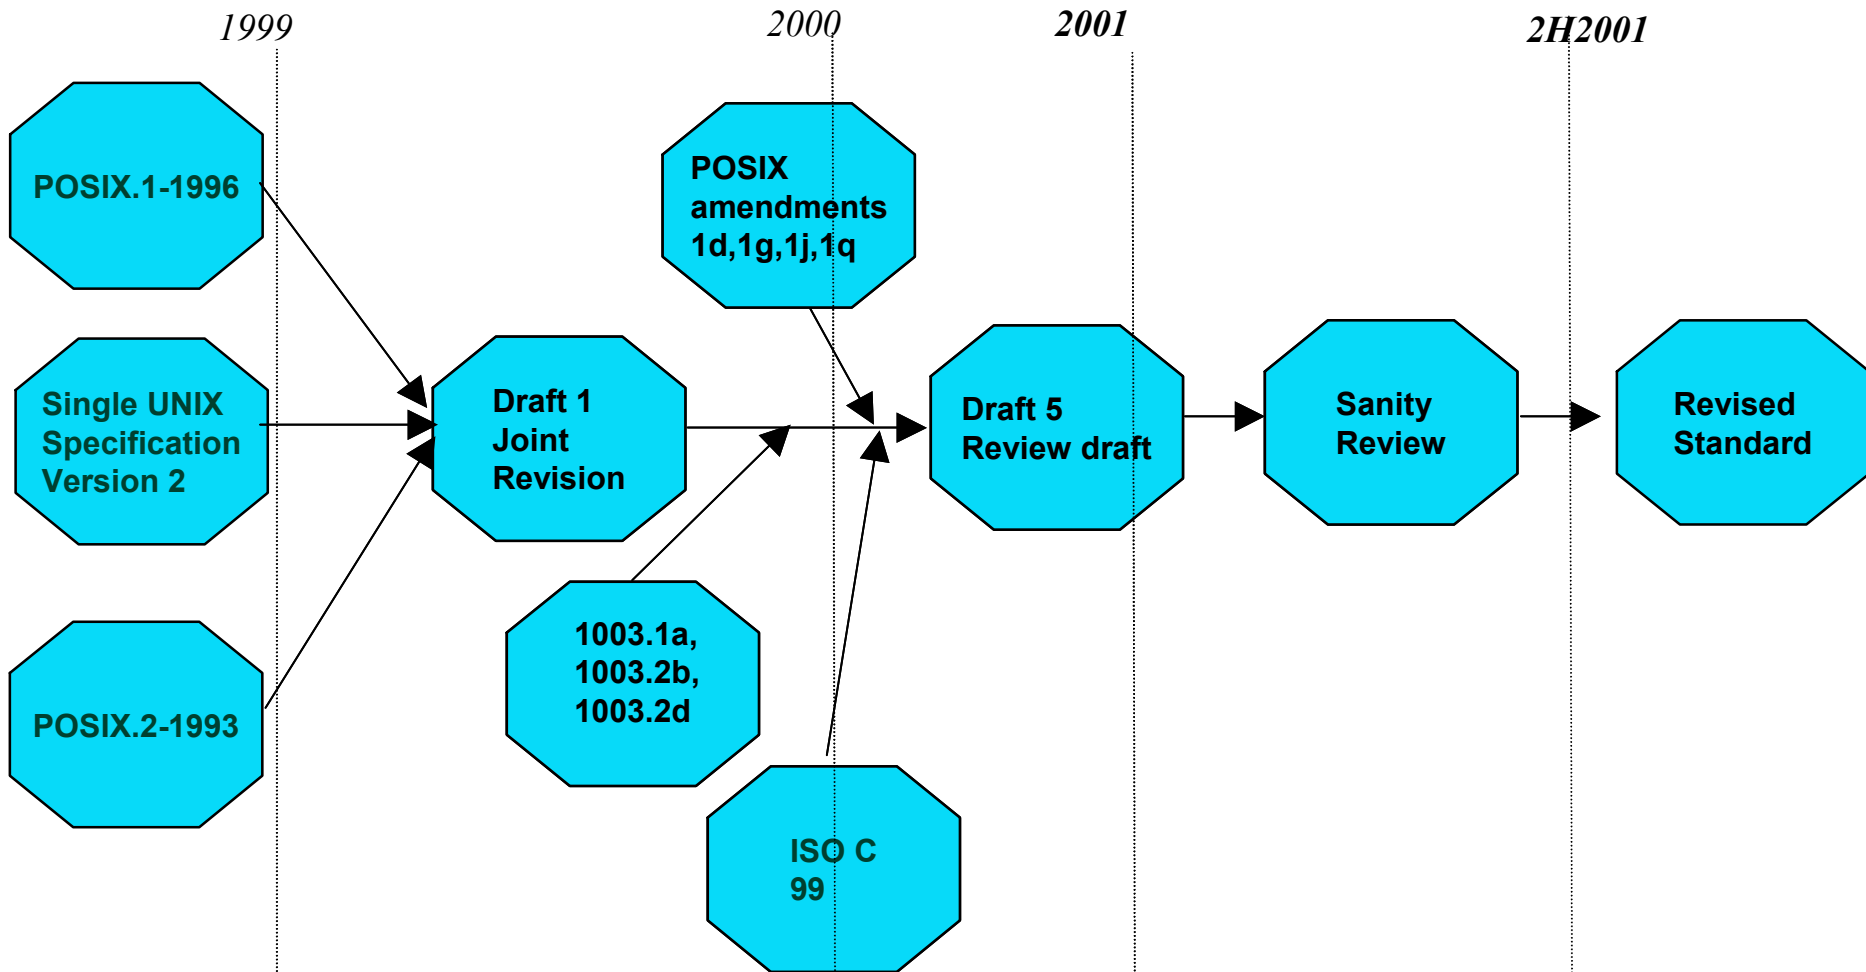 1999
2000
2001
2H2001
POSIX.1-1996
POSIX
amendments
1d,1g,1j,1q
Single UNIX
Specification
Version 2
Draft 1
Joint
Revision
Draft 5
Review draft
Sanity
Review
Revised
Standard
POSIX.2-1993
1003.1a,
1003.2b,
1003.2d
ISO C
99